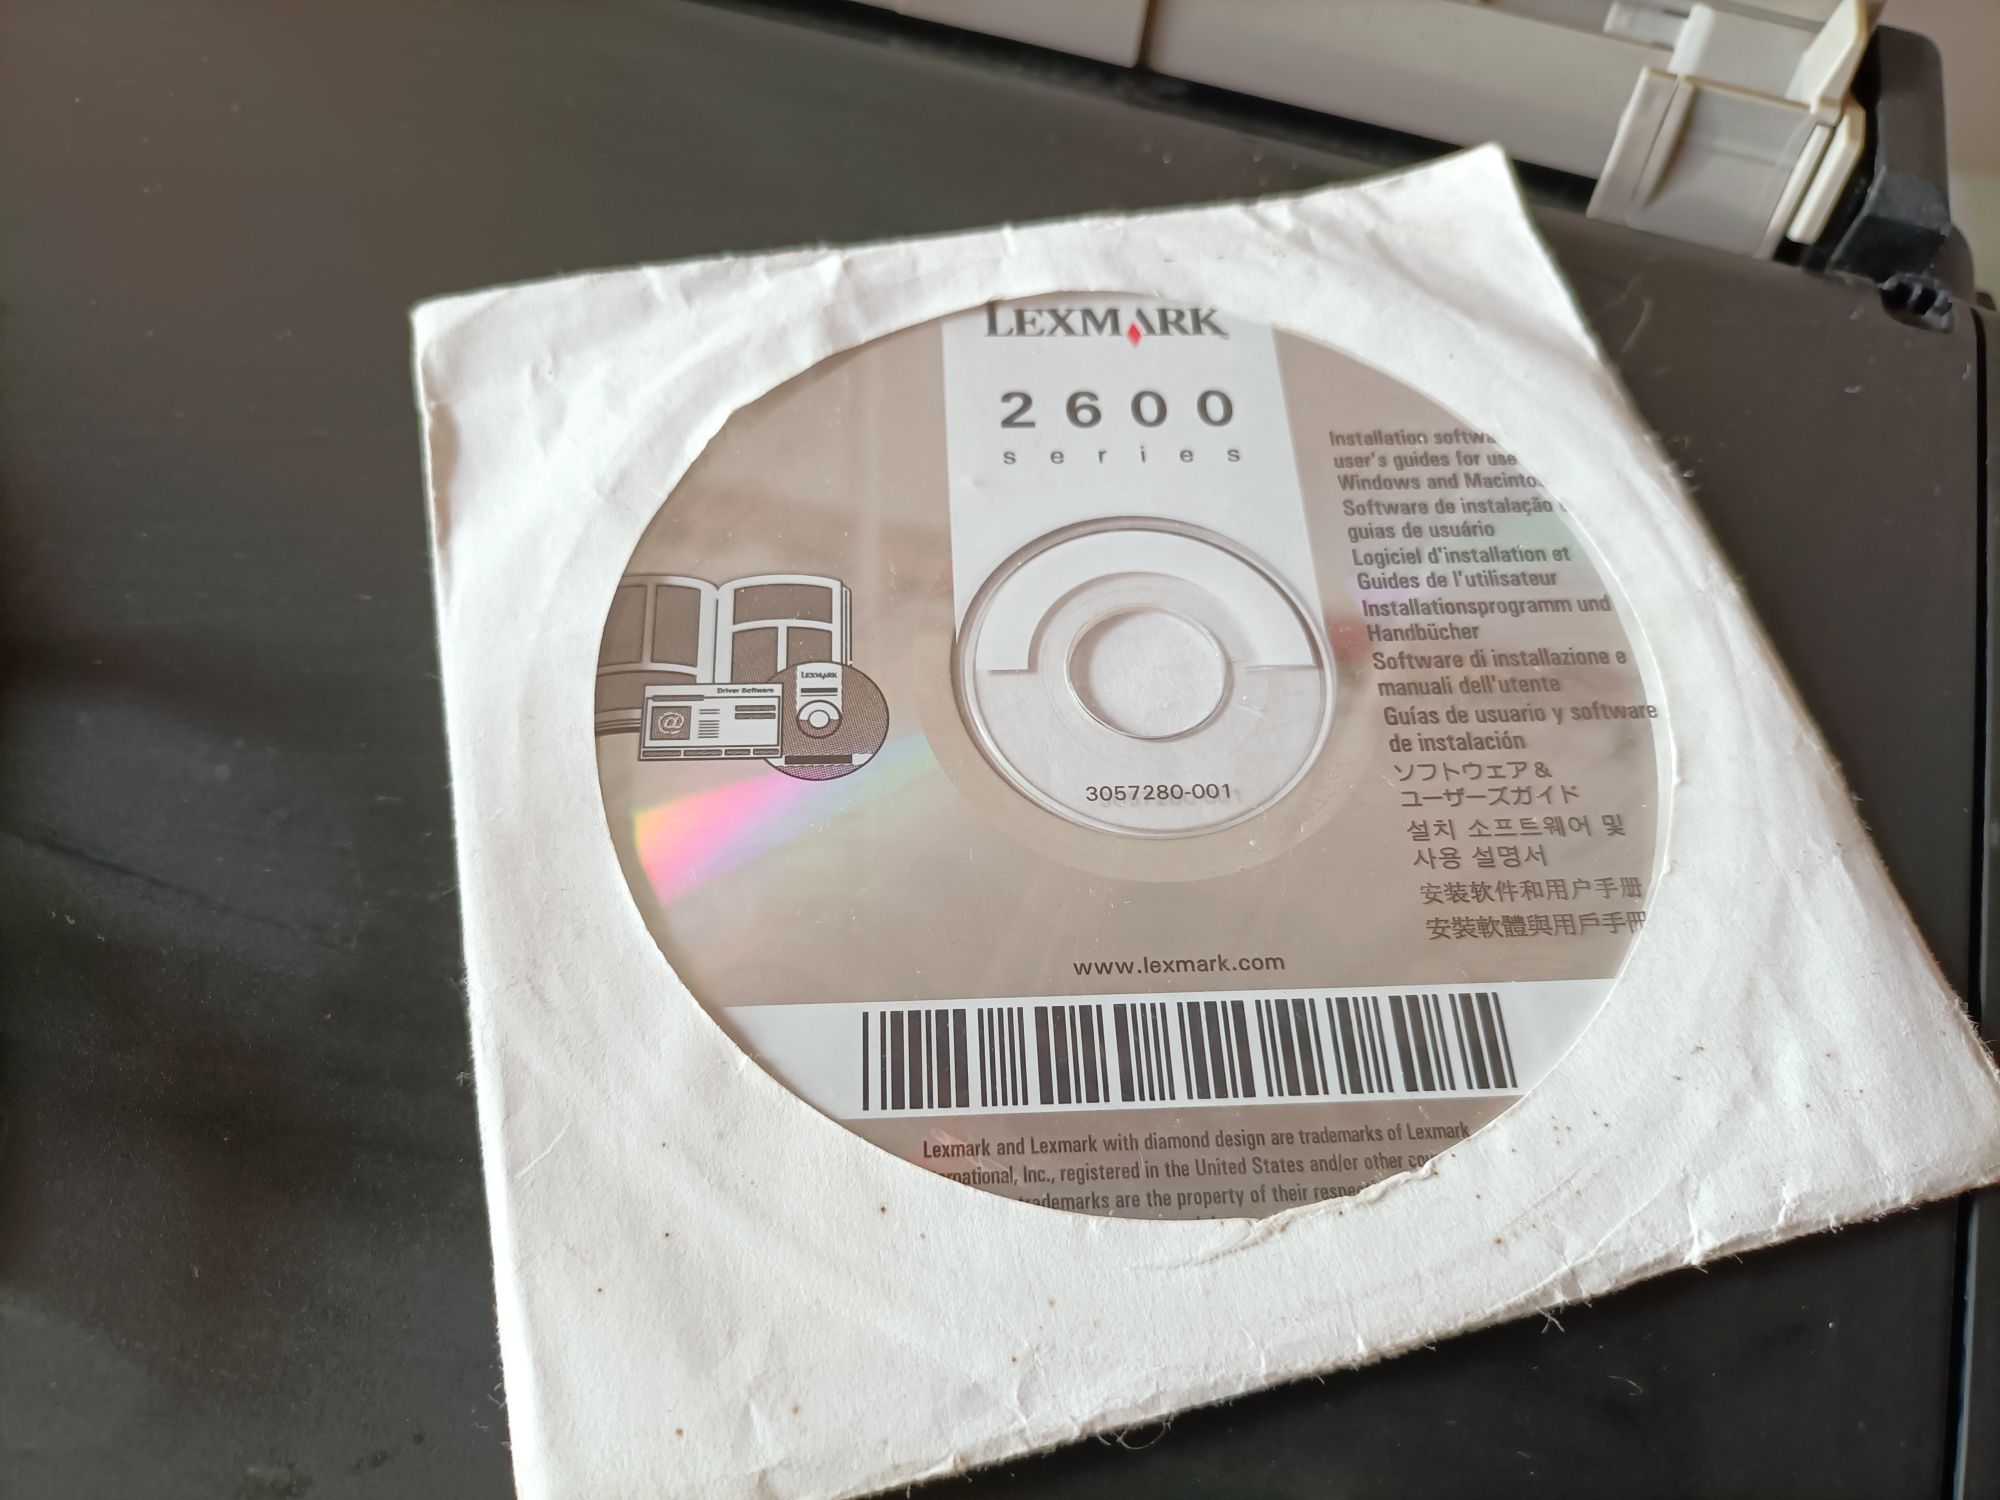 LEXMARK
2600
series
Installation
user's guides for use
Windows and
Software de instalação
guias de usuário
Logiciel d'installation et
Guides de l'utilisateur
Installationsprogramm und
Handbücher
Software di installazione e
manuali dell'utente
Guías de usuario y software
de instalación
ソフトウェア&
ユーザーズガイド
설치 소프트웨어 및
사용 설명서
安装软件和用户手册
安裝軟體與用戶手冊
Driver Software
LEXMARK
@
3057280-001
www.lexmark.com
Lexmark and Lexmark with diamond design are trademarks of Lexmark
Inc., registered in the United States and/or other
are the property of their